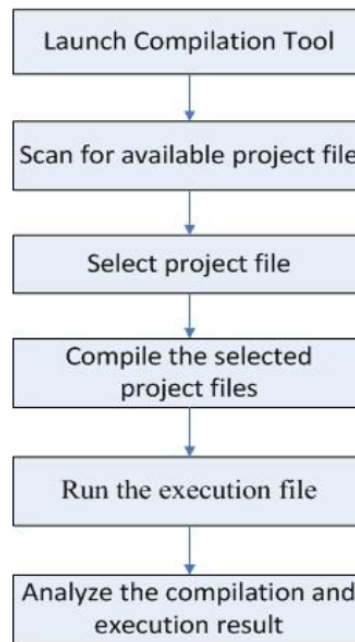 Launch Compilation Tool
Scan for available project file
Select project file
Compile the selected
project files
Run the execution file
Analyze the compilation and
execution result